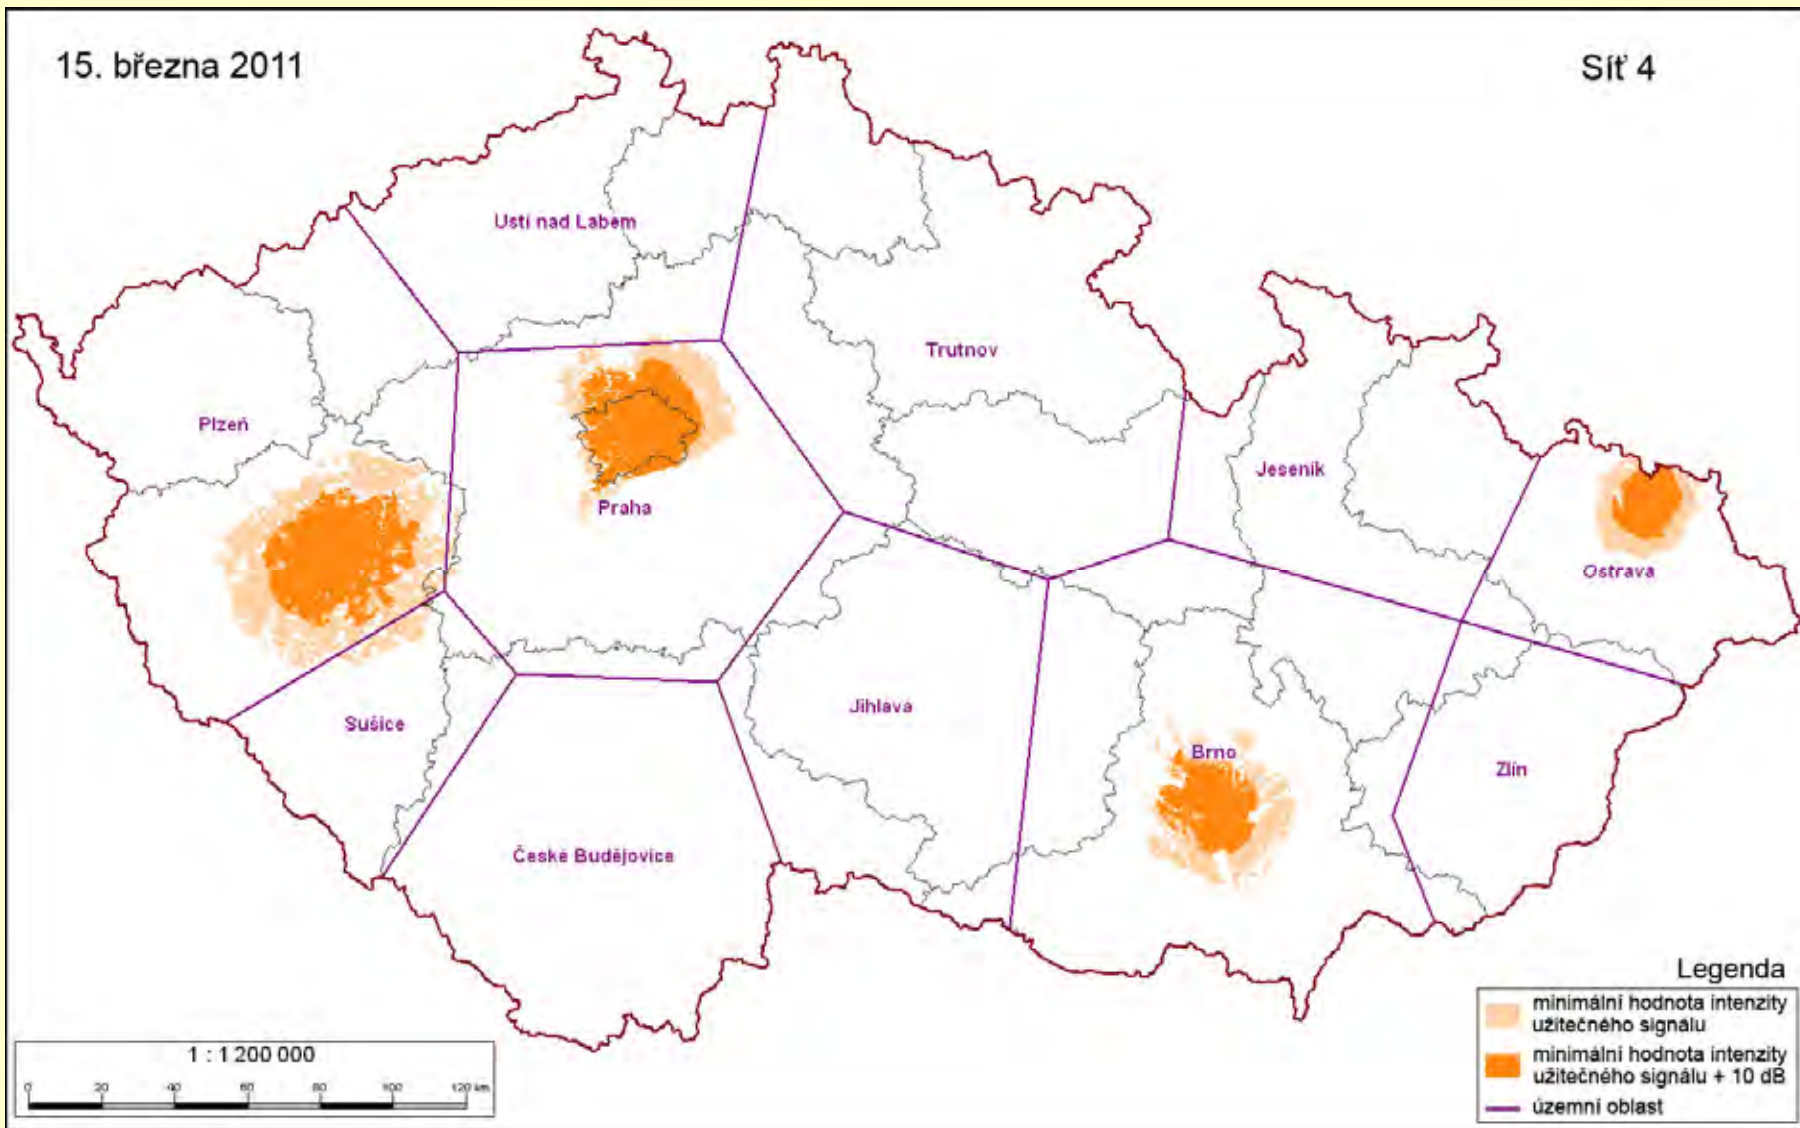 15. března 2011
Síť 4
Ustí nad Labem
Trutnov
Plzeň
Jeseník
Praha
Ostrava
Sušice
Jihlava
Brno
Zlín
České Budějovice
Legenda
minimální hodnota intenzity
užitečného signálu
minimální hodnota intenzity
užitečného signálu + 10 dB
územní oblast
1 : 1 200 000
0 20 40 60 80 100 120 km